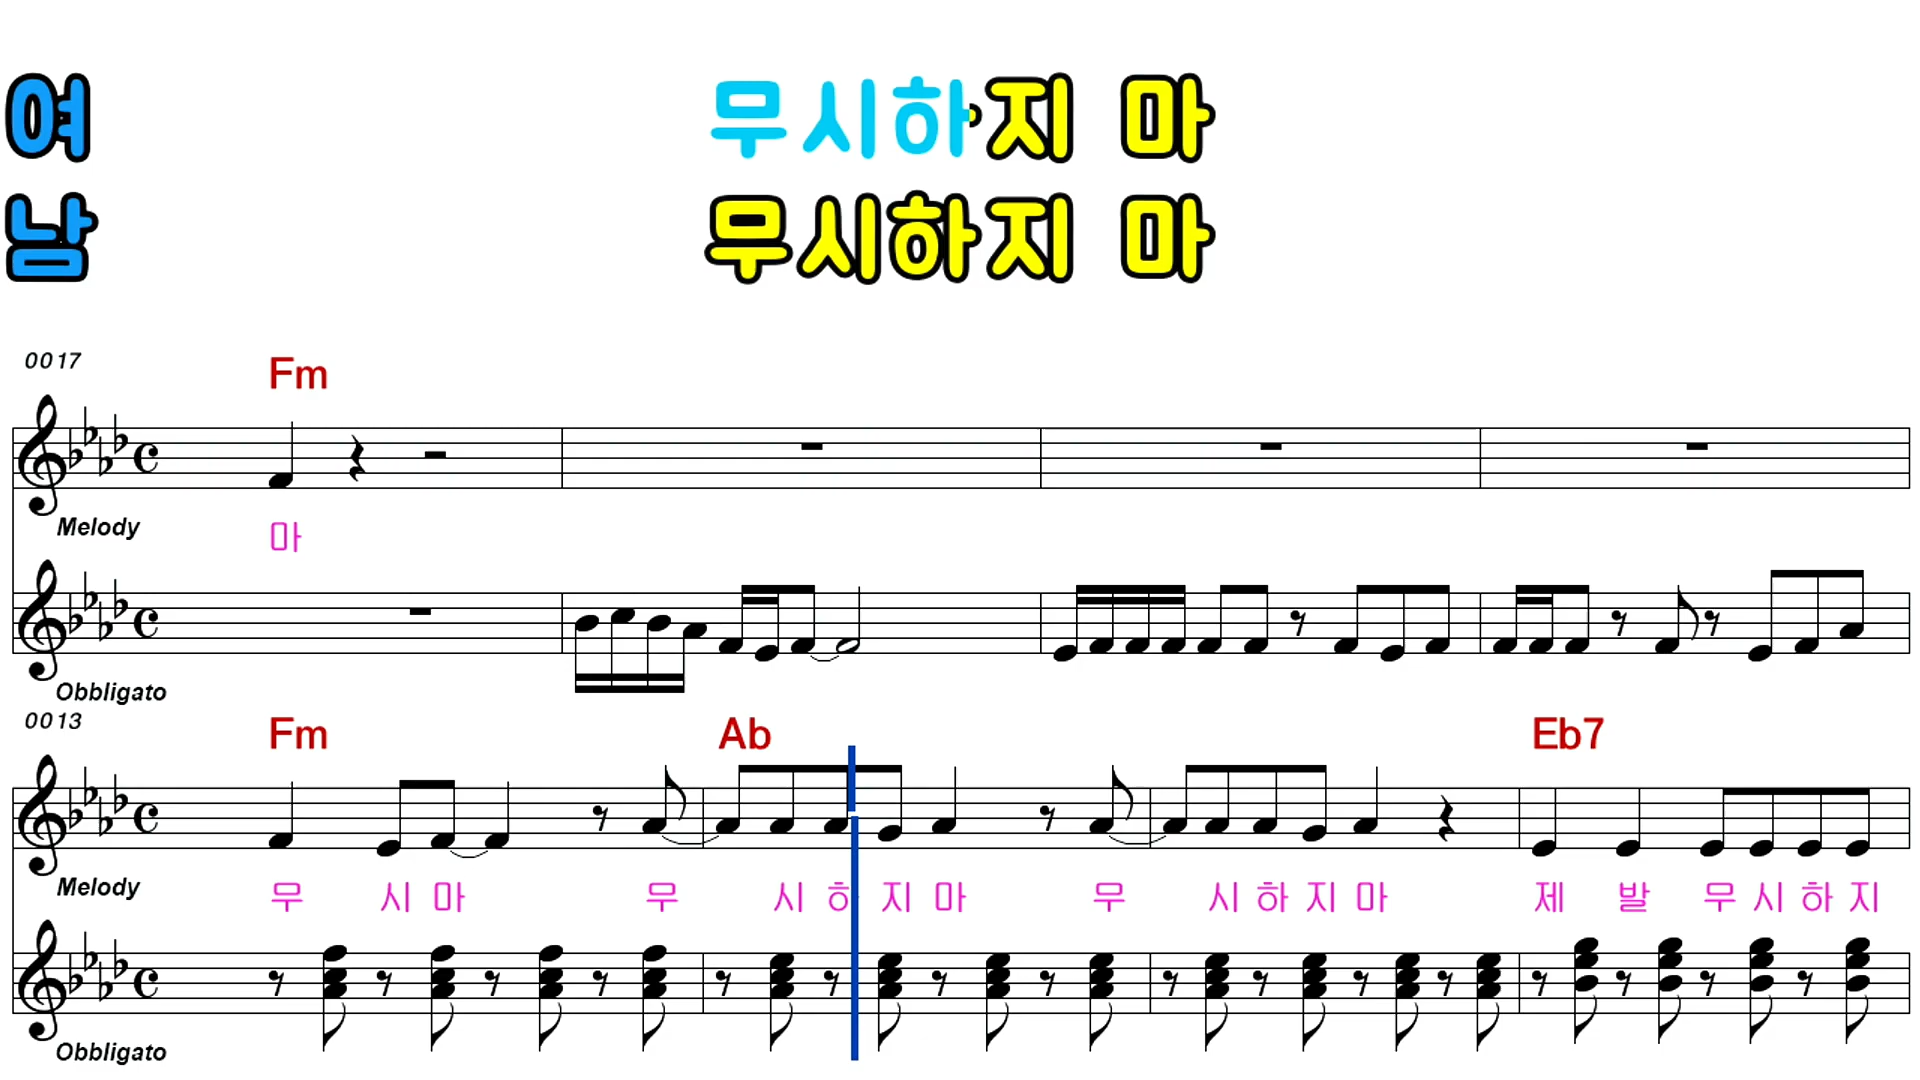 여 무시하지 마
남 무시하지 마
0017
Fm
Melody
마
Obbligato
0013
Fm Ab Eb7
Melody
무 시 마 무 시 하 지 마 무 시 하 지 마 제 발 무 시 하 지
Obbligato